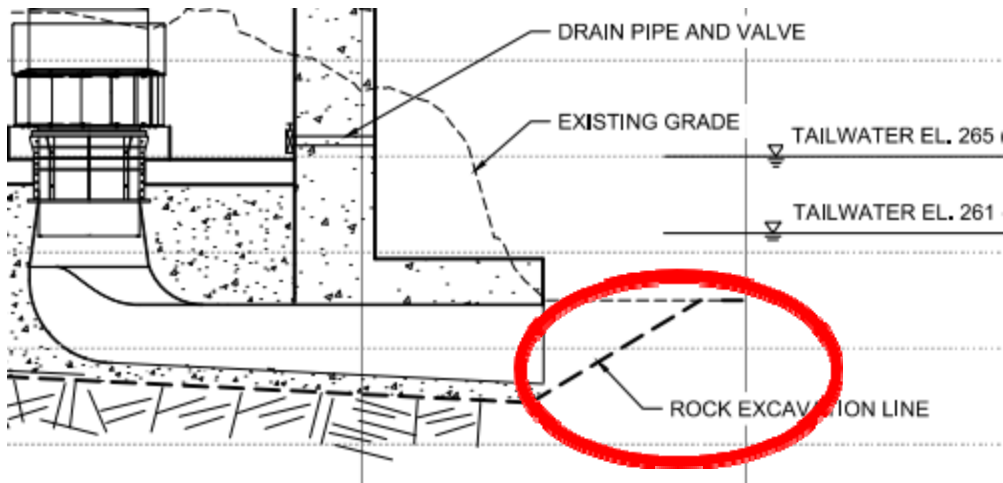 DRAIN PIPE AND VALVE
EXISTING GRADE
TAILWATER EL. 265
TAILWATER EL. 261
ROCK EXCAVATION LINE